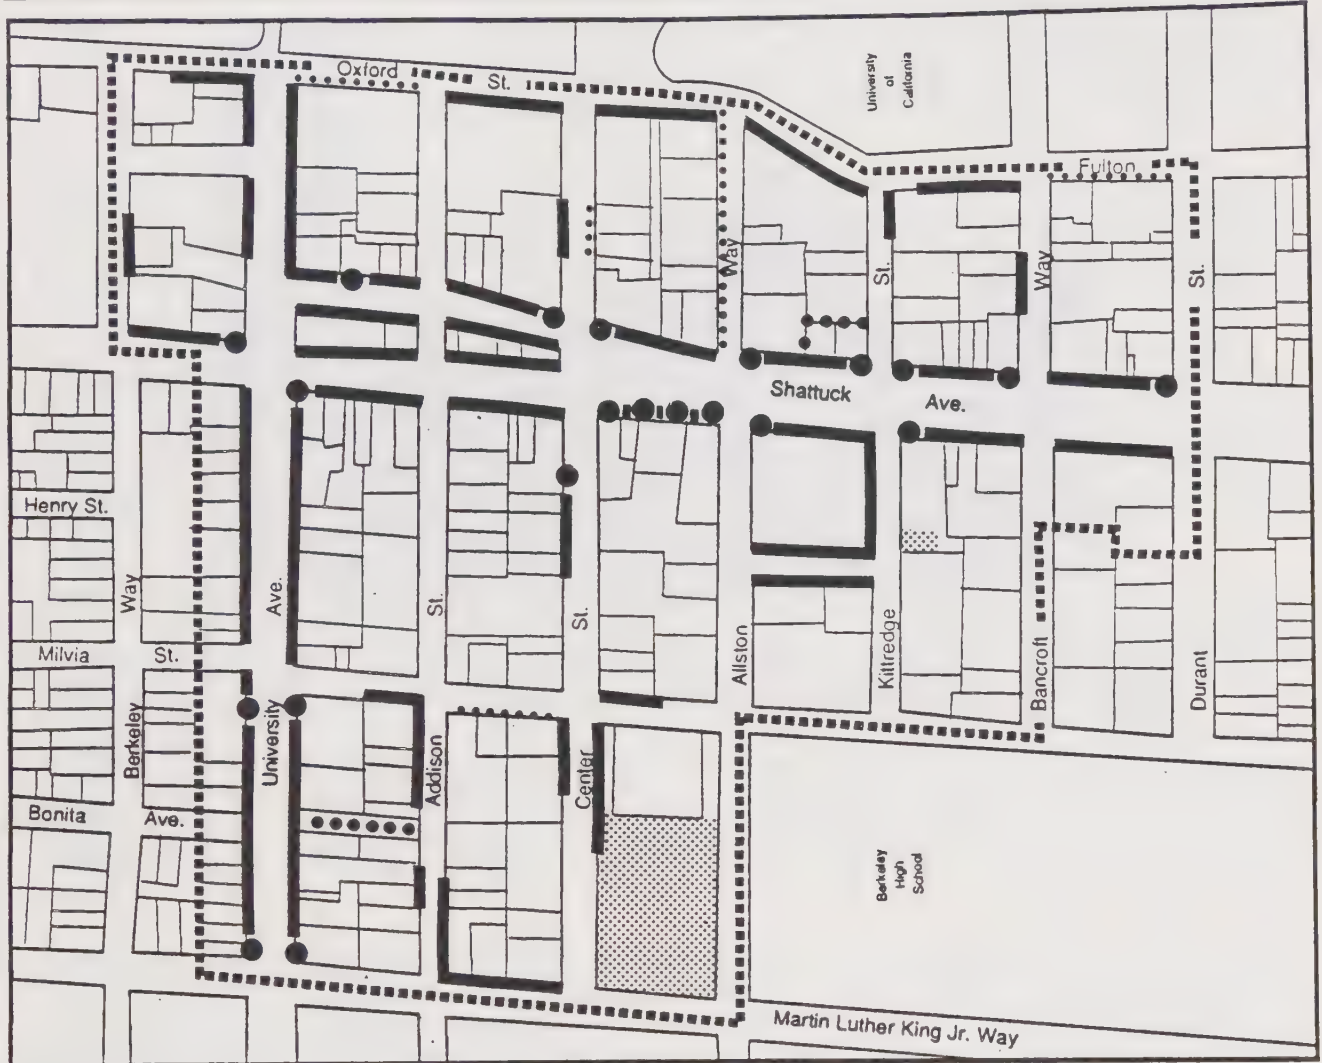 Oxford St.
University
of
California
Fulton
Way
St.
Way
St.
Shattuck Ave.
Henry St.
Way
Ave.
St.
St.
Milvia St.
Allston
Kittredge
Bancroft
Durant
Berkeley
University
Addison
Center
Bonita Ave.
Berkeley
High
School
Martin Luther King Jr. Way